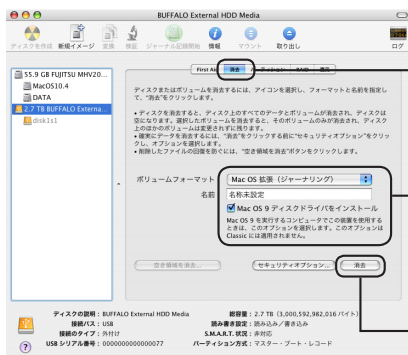 BUFFALO External HDD Media
ディスクを作成 新規イメージ 変換 検証 ジャーナル記録開始 情報 マウント 取り出し ログ
55.9 GB FUJITSU MHV20...
MacOS10.4
DATA
2.7 TB BUFFALO Externa...
disk1s1
First Aid 消去 RAID 復元
ディスクまたはボリュームを消去するには、アイコンを選択し、フォーマットと名前を指定し
て、"消去"をクリックします。
• ディスクを消去すると、ディスク上のすべてのデータとボリュームが消去され、ディスクは
空になります。選択したボリュームを消去すると、そのボリュームのみが消去され、ディスク
上のほかのボリュームは変更されずに残ります。
• 確実にデータを消去するには、"消去"をクリックする前に"セキュリティオプション"をクリッ
クし、オプションを選択します。
• 削除したファイルの回復を防ぐには、"空き領域を消去"ボタンをクリックします。
ボリュームフォーマット Mac OS 拡張（ジャーナリング）
名前 名称未設定
Mac OS 9 ディスクドライバをインストール
Mac OS 9 を実行するコンピュータでこの装置を使用する
ときは、このオプションを選択します。このオプションは
Classic には適用されません。
空き領域を消去... セキュリティオプション... 消去
ディスクの説明：BUFFALO External HDD Media 総容量：2.7 TB（3,000,592,982,016 バイト）
接続バス：USB 読み書き設定：読み込み／書き込み
接続のタイプ：外付け S.M.A.R.T. 状況：非対応
USB シリアル番号：0000000000000077 パーティション方式：マスター・ブート・レコード